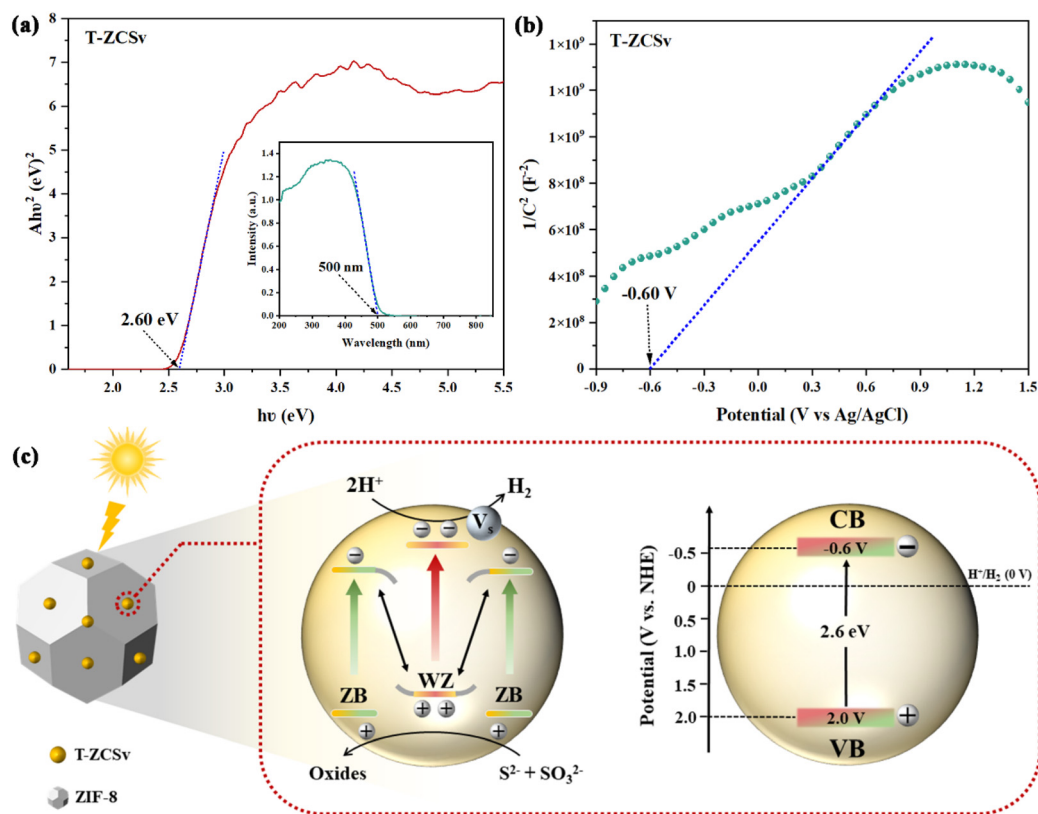 (a)
T-ZCSv
Ahυ² (eV)²
8
7
6
5
4
3
2
1
0
2.0 2.5 3.0 3.5 4.0 4.5 5.0 5.5
hυ (eV)
2.60 eV
Intensity (a.u.)
1.4
1.2
1.0
0.8
0.6
0.4
0.2
0.0
200 300 400 500 600 700 800
Wavelength (nm)
500 nm
(b)
T-ZCSv
1/C² (F⁻²)
1×10⁹
1×10⁹
1×10⁹
8×10⁸
6×10⁸
4×10⁸
2×10⁸
0
-0.9 -0.6 -0.3 0.0 0.3 0.6 0.9 1.2 1.5
Potential (V vs Ag/AgCl)
-0.60 V
(c)
T-ZCSv
ZIF-8
2H⁺ H₂
Vs
WZ
ZB ZB
Oxides S²⁻ + SO₃²⁻
Potential (V vs. NHE)
-0.5
0
0.5
1.0
1.5
2.0
CB
-0.6 V
H⁺/H₂ (0 V)
2.6 eV
2.0 V
VB